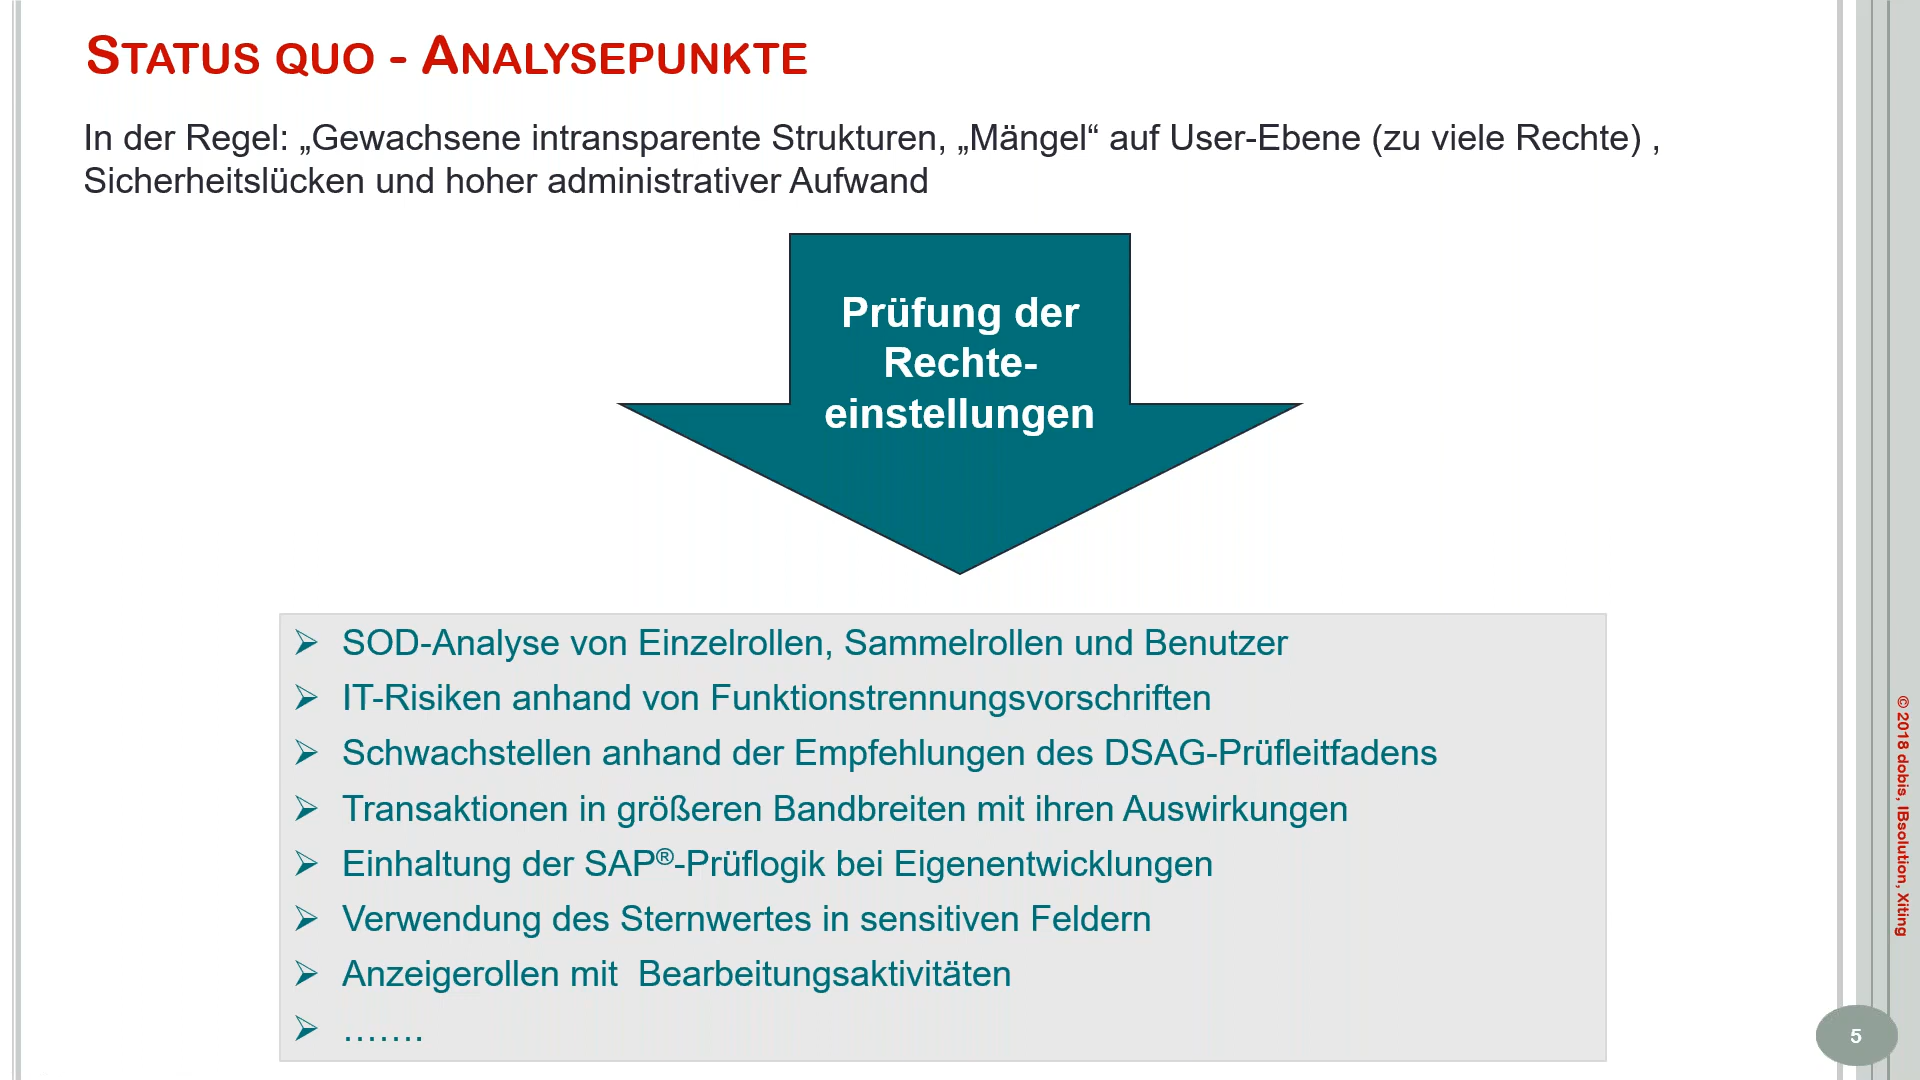 STATUS QUO - ANALYSEPUNKTE
In der Regel: „Gewachsene intransparente Strukturen, „Mängel“ auf User-Ebene (zu viele Rechte) ,
Sicherheitslücken und hoher administrativer Aufwand
Prüfung der
Rechte-
einstellungen
➢ SOD-Analyse von Einzelrollen, Sammelrollen und Benutzer
➢ IT-Risiken anhand von Funktionstrennungsvorschriften
➢ Schwachstellen anhand der Empfehlungen des DSAG-Prüfleitfadens
➢ Transaktionen in größeren Bandbreiten mit ihren Auswirkungen
➢ Einhaltung der SAP®-Prüflogik bei Eigenentwicklungen
➢ Verwendung des Sternwertes in sensitiven Feldern
➢ Anzeigerollen mit  Bearbeitungsaktivitäten
➢ …….
© 2018 dobis, IBsolution, Xiting
5